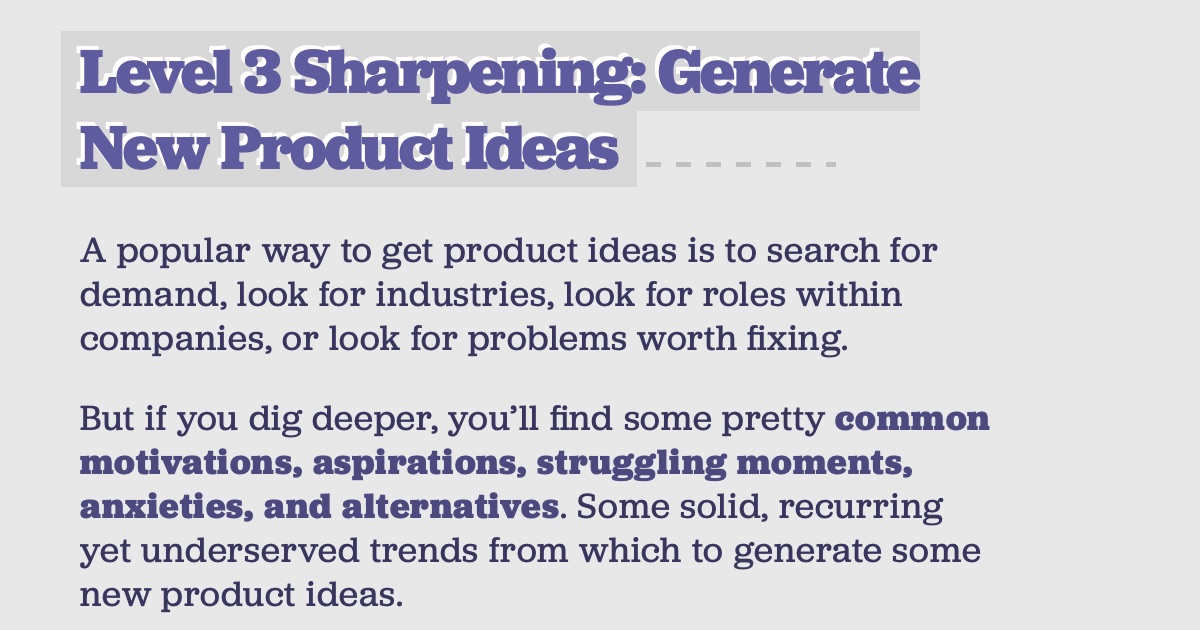 Level 3 Sharpening: Generate
New Product Ideas
A popular way to get product ideas is to search for
demand, look for industries, look for roles within
companies, or look for problems worth fixing.
But if you dig deeper, you’ll find some pretty common
motivations, aspirations, struggling moments,
anxieties, and alternatives. Some solid, recurring
yet underserved trends from which to generate some
new product ideas.